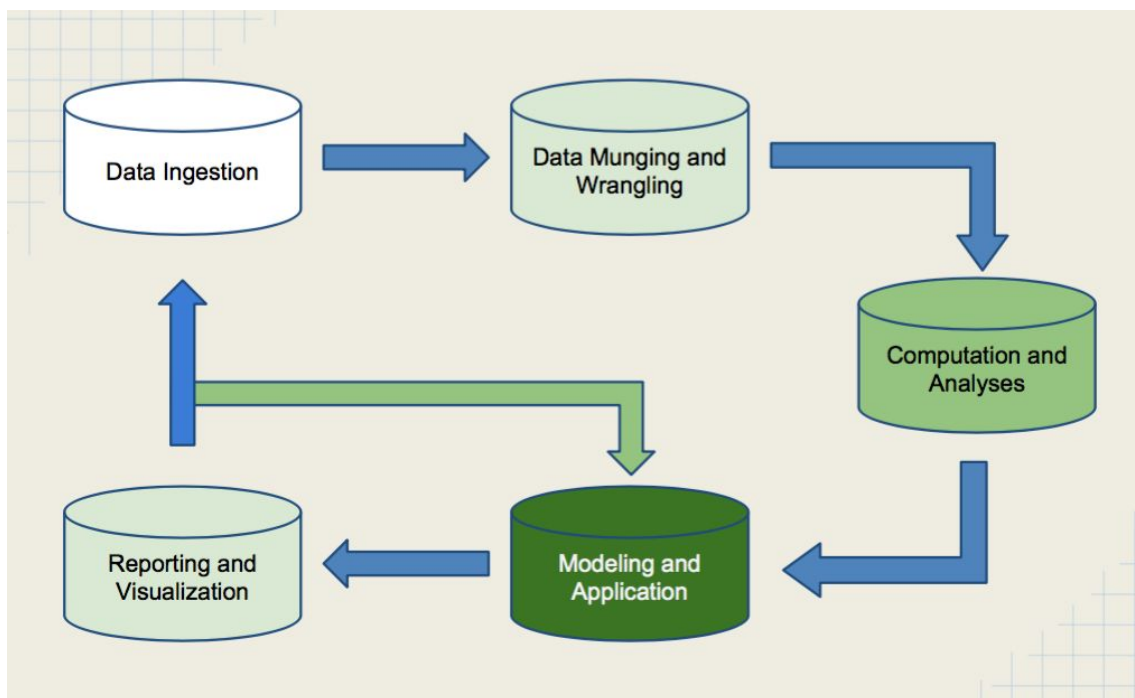 Data Ingestion
Data Munging and
Wrangling
Computation and
Analyses
Modeling and
Application
Reporting and
Visualization